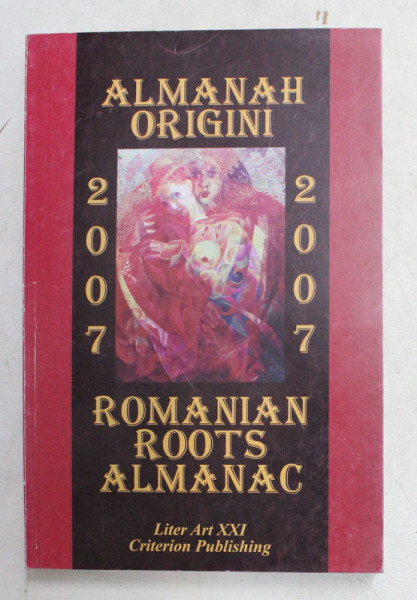 ALMANAH
ORIGINI
2007
2007
ROMANIAN
ROOTS
ALMANAC
Liter Art XXI
Criterion Publishing